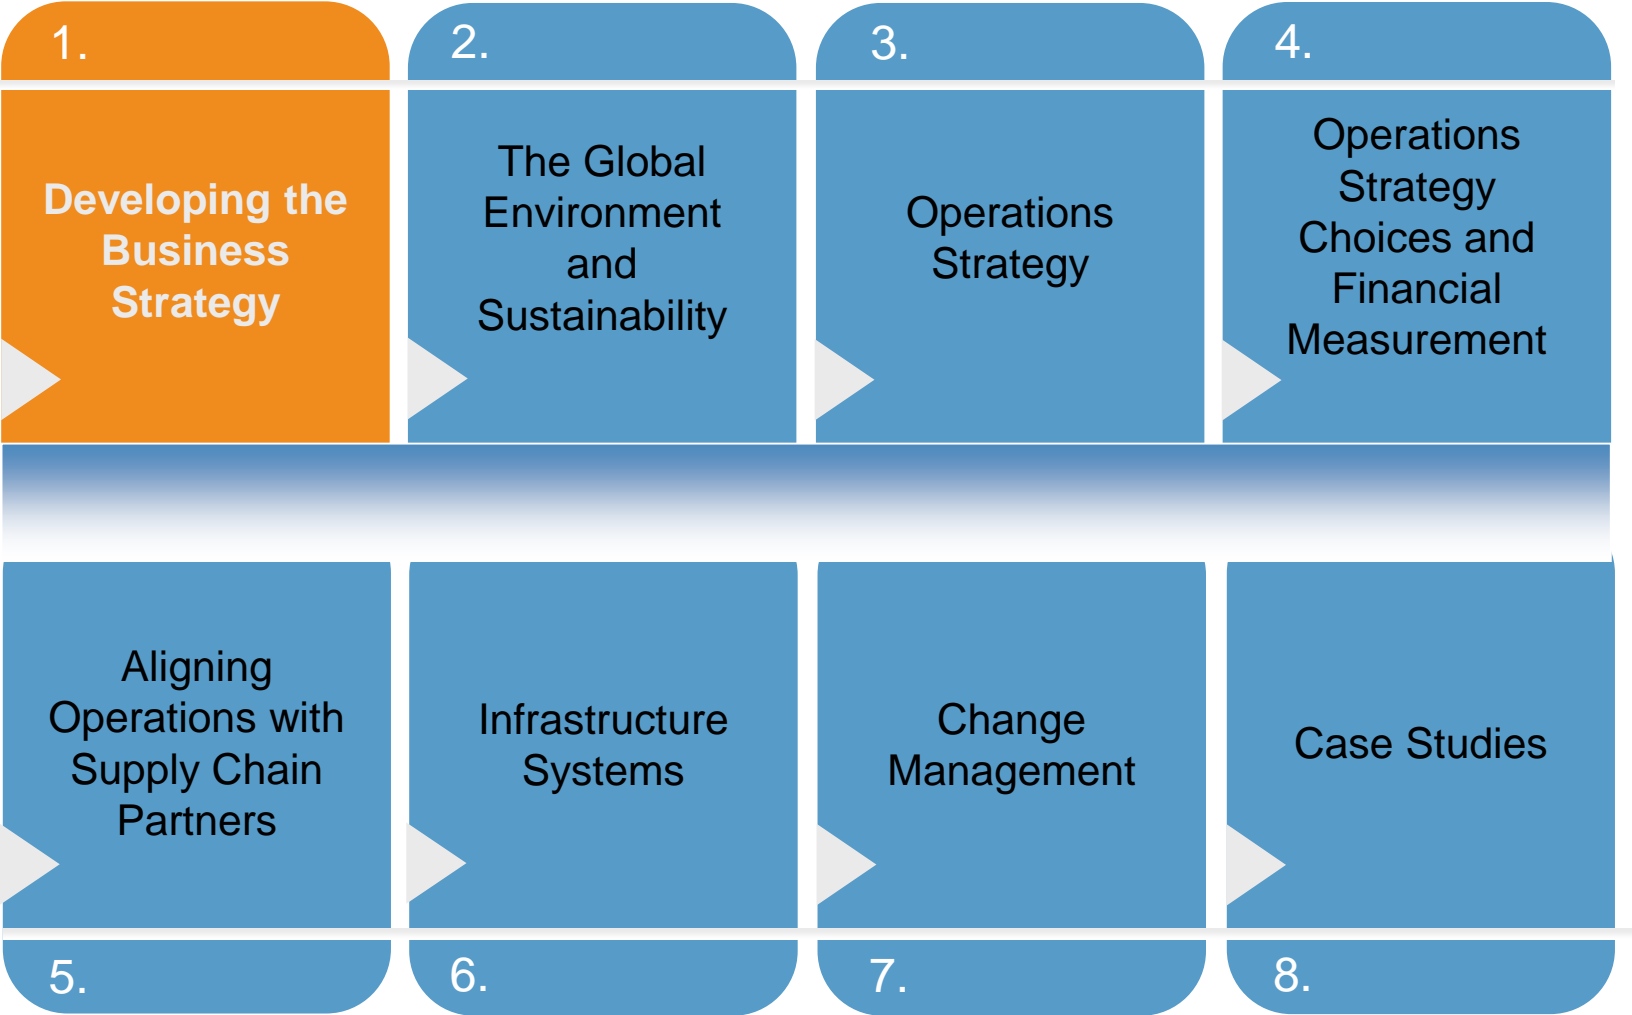 1.
Developing the
Business
Strategy
2.
The Global
Environment
and
Sustainability
3.
Operations
Strategy
4.
Operations
Strategy
Choices and
Financial
Measurement
Aligning
Operations with
Supply Chain
Partners
5.
Infrastructure
Systems
6.
Change
Management
7.
Case Studies
8.